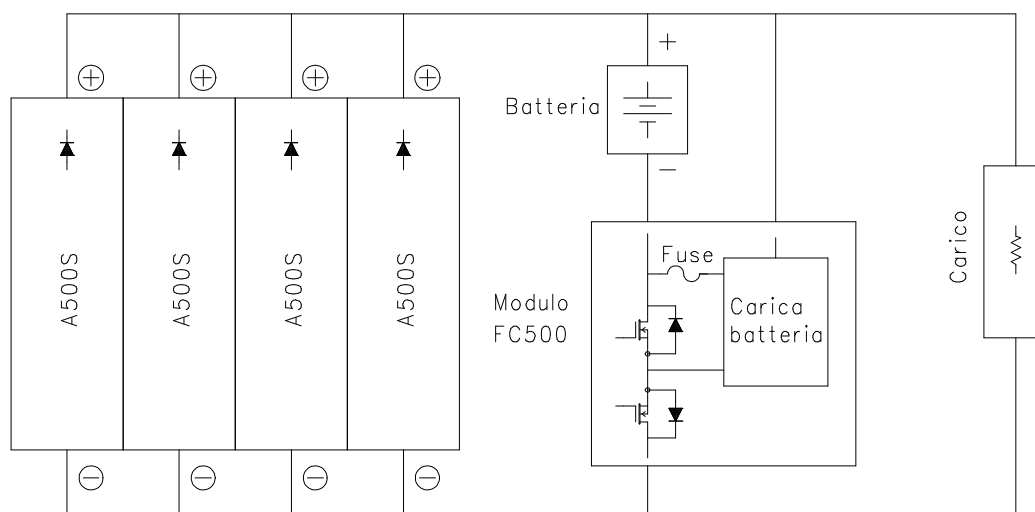 + + + +
+
Batteria
−
A500S
A500S
A500S
A500S
Fuse
Modulo
FC500
Carica
batteria
Carico
− − − −